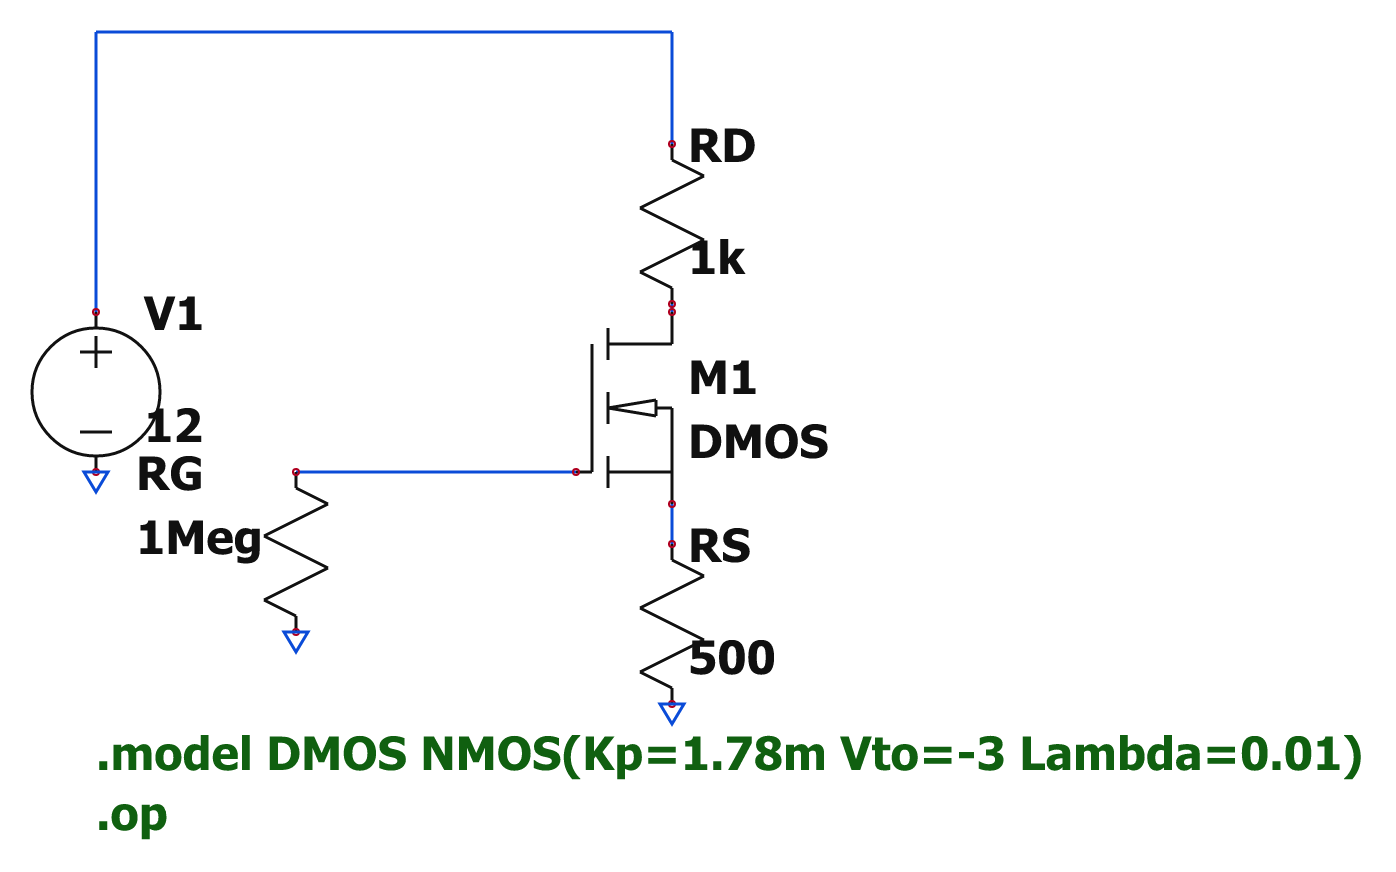 RD
1k
V1
12
M1
DMOS
RG
1Meg
RS
500
.model DMOS NMOS(Kp=1.78m Vto=-3 Lambda=0.01)
.op